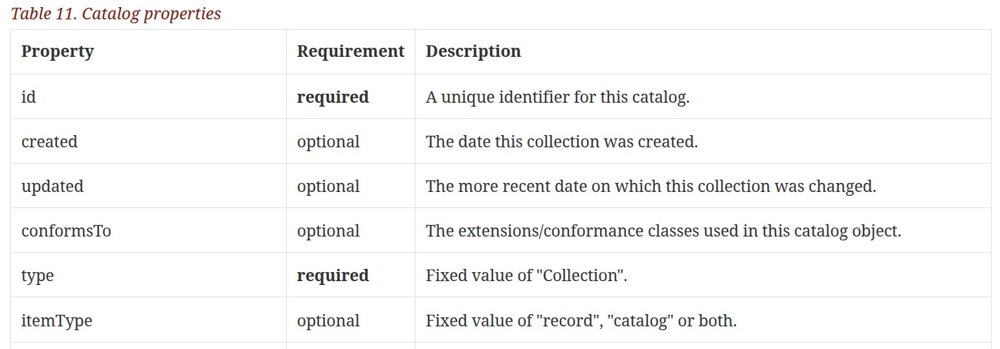 Table 11. Catalog properties
Property Requirement Description
id required A unique identifier for this catalog.
created optional The date this collection was created.
updated optional The more recent date on which this collection was changed.
conformsTo optional The extensions/conformance classes used in this catalog object.
type required Fixed value of "Collection".
itemType optional Fixed value of "record", "catalog" or both.